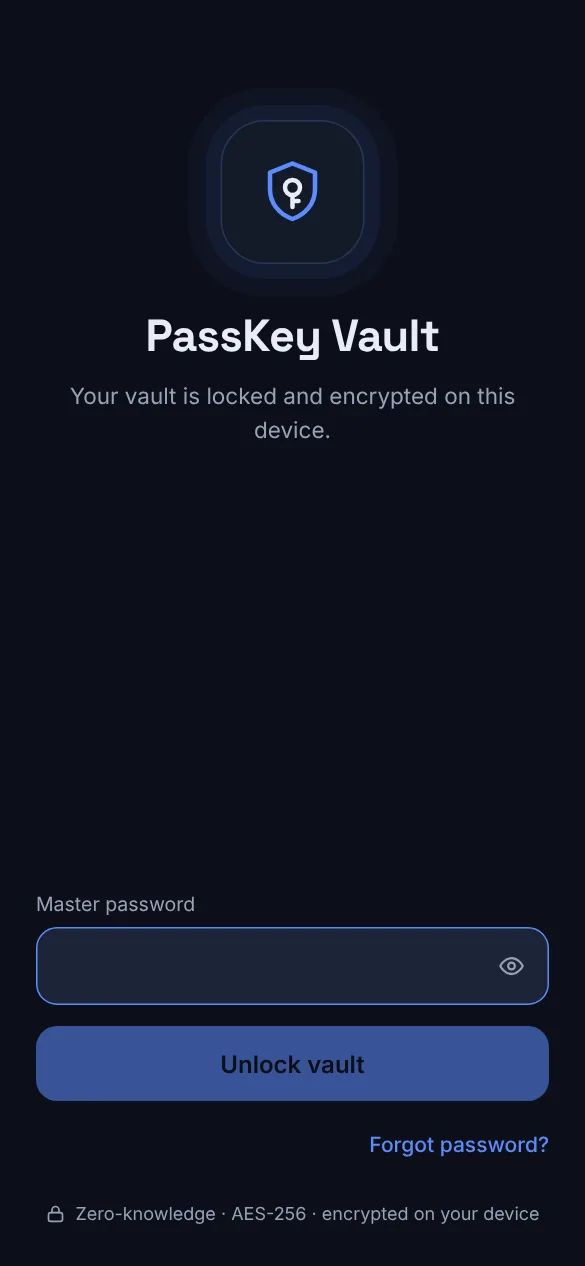 PassKey Vault
Your vault is locked and encrypted on this
device.
Master password
Unlock vault
Forgot password?
Zero-knowledge · AES-256 · encrypted on your device